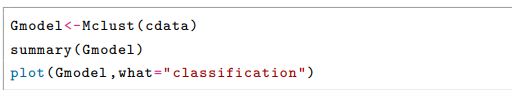 Gmodel<-Mclust(cdata)
summary(Gmodel)
plot(Gmodel,what="classification")